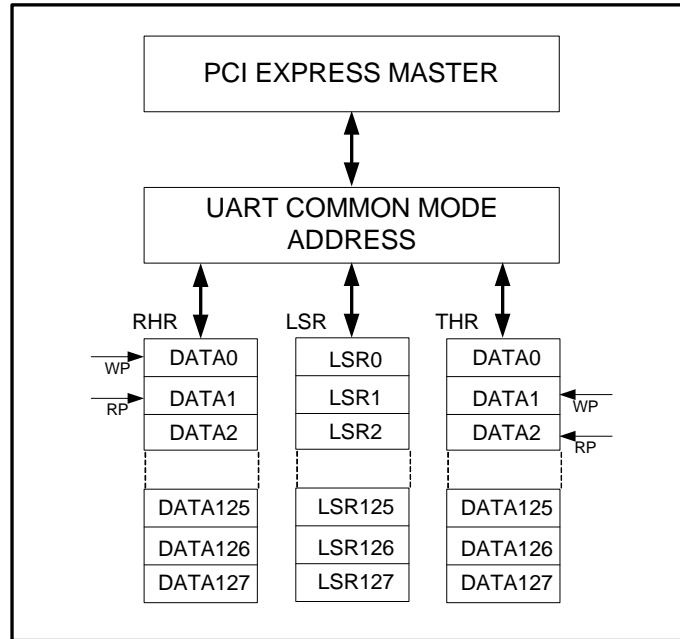 PCI EXPRESS MASTER
UART COMMON MODE
ADDRESS
RHR
LSR
THR
WP
RP
DATA0
DATA1
DATA2
DATA125
DATA126
DATA127
LSR0
LSR1
LSR2
LSR125
LSR126
LSR127
DATA0
DATA1
DATA2
DATA125
DATA126
DATA127
WP
RP